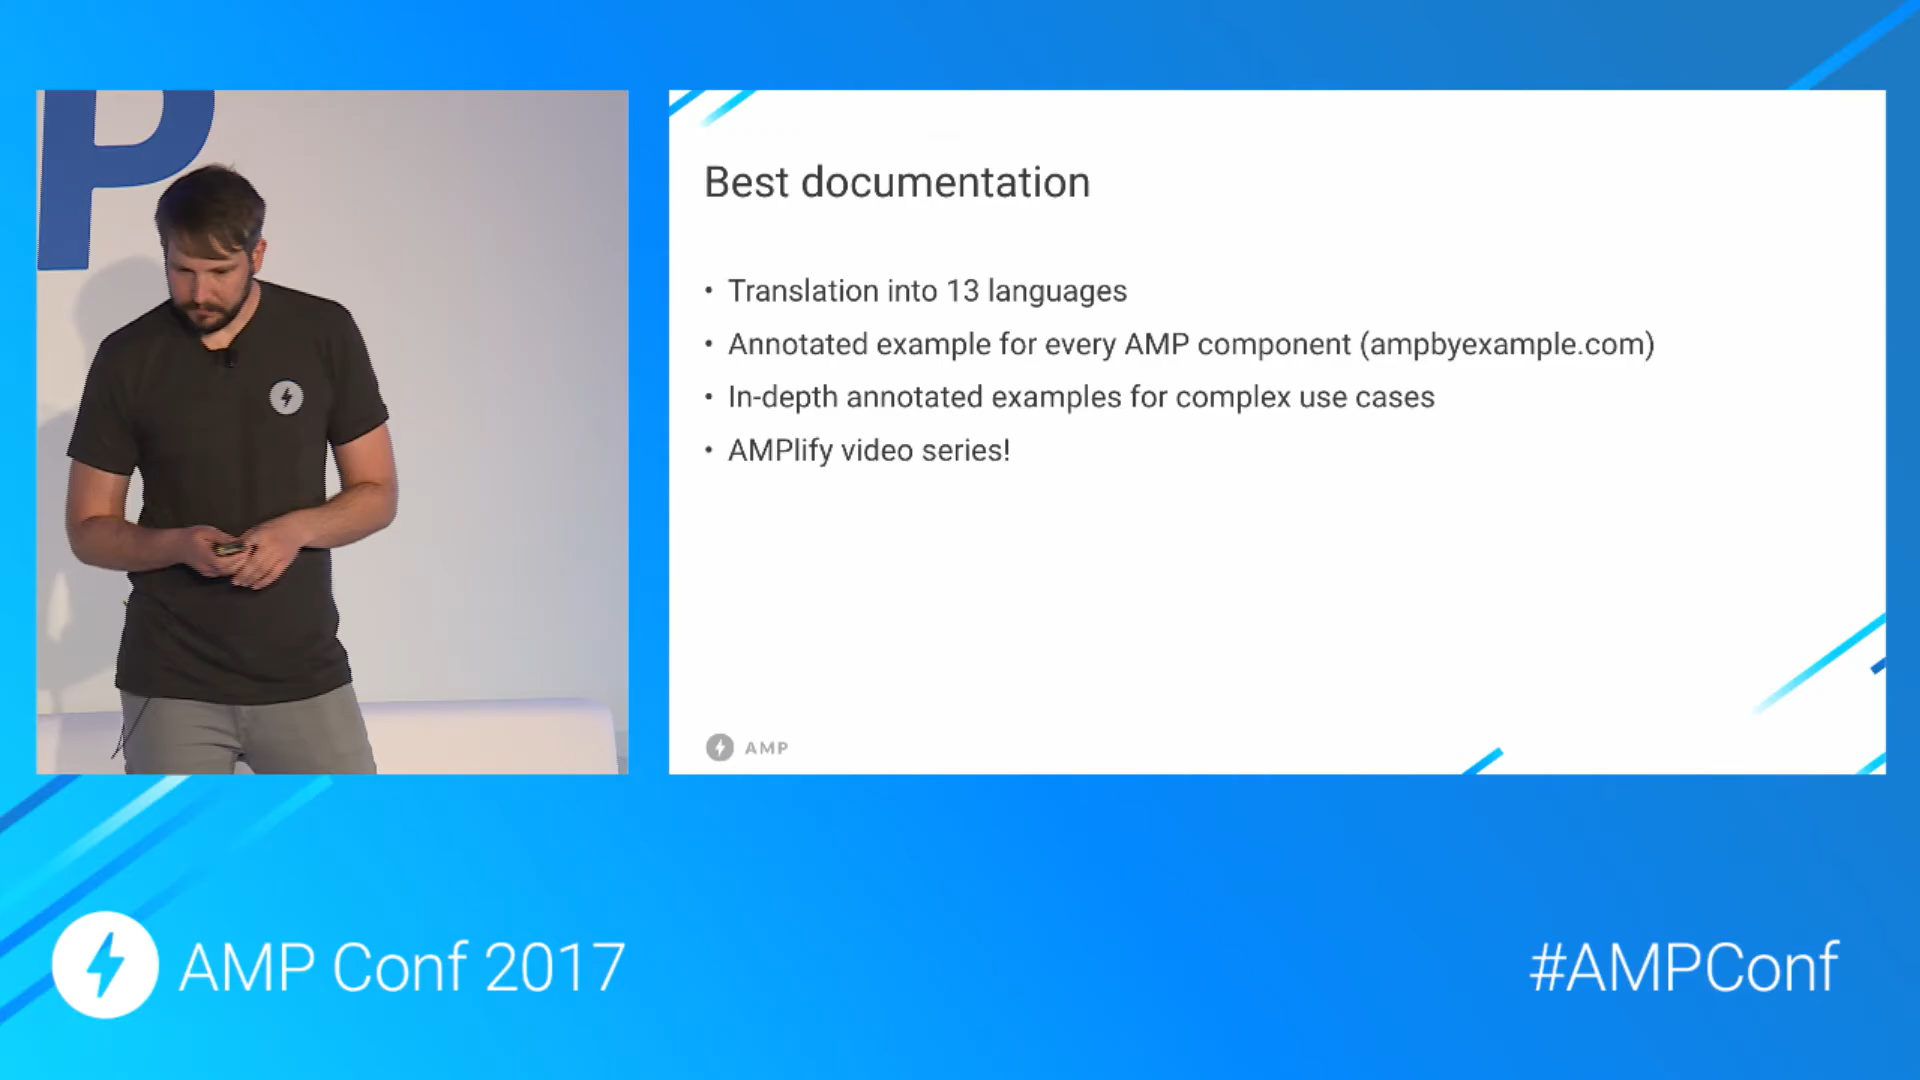 P
Best documentation
• Translation into 13 languages
• Annotated example for every AMP component (ampbyexample.com)
• In-depth annotated examples for complex use cases
• AMPlify video series!
AMP
AMP Conf 2017
#AMPConf